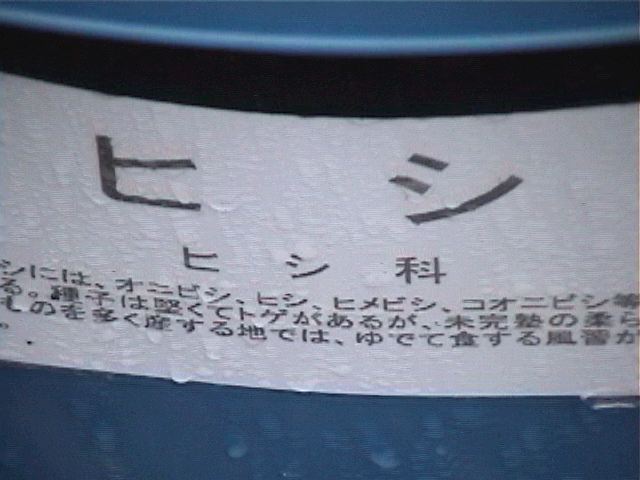 ヒシ
ヒシ科
シには、オニビシ、ヒシ、ヒメビシ、コオニビシ等
る。種子は堅くてトゲがあるが、未完塾の柔ら
ものを多く産する地では、ゆでて食する風習が
。